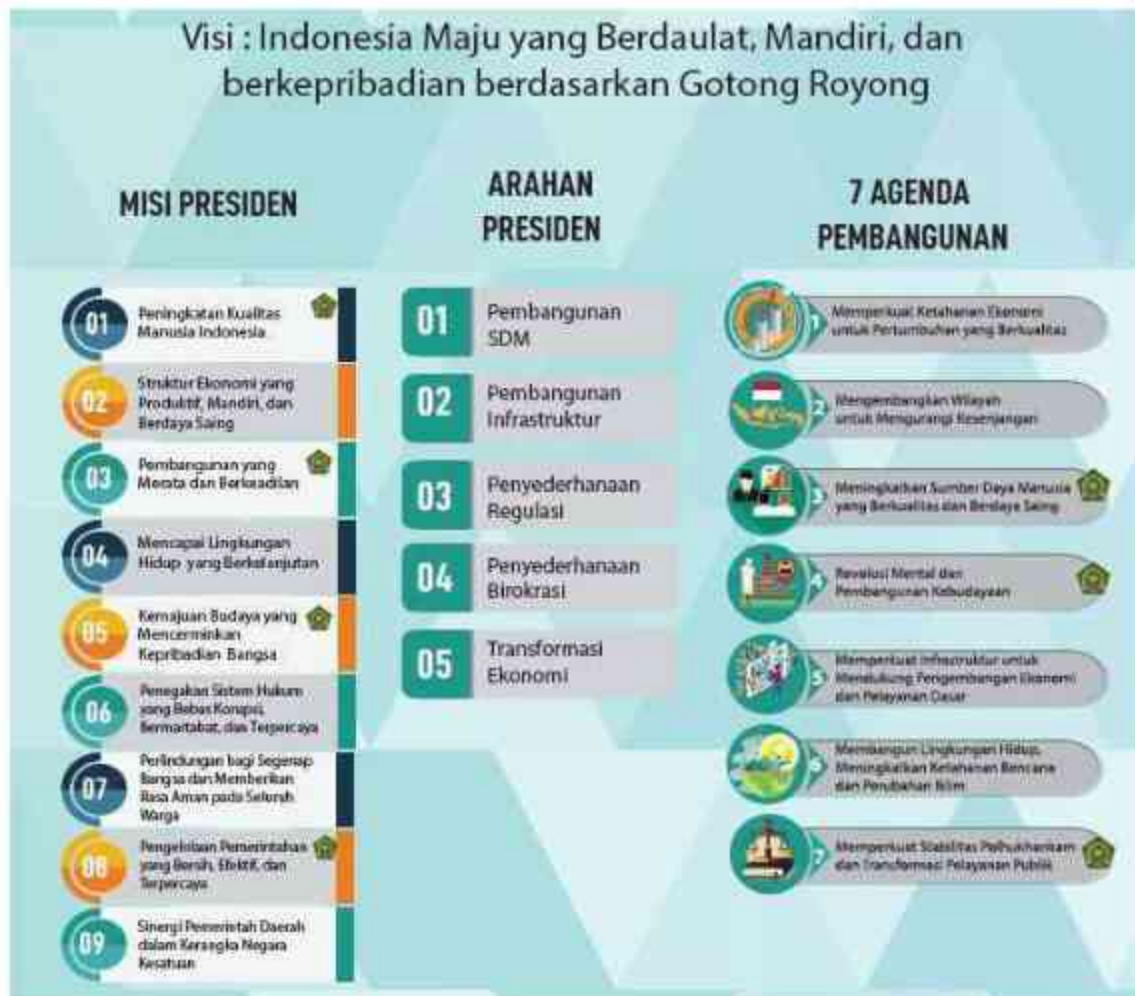 Visi : Indonesia Maju yang Berdaulat, Mandiri, dan
berkepribadian berdasarkan Gotong Royong
MISI PRESIDEN
01
Peningkatan Kualitas
Manusia Indonesia
02
Struktur Ekonomi yang
Produktif, Mandiri, dan
Berdaya Saing
03
Pembangunan yang
Merata dan Berkeadilan
04
Mencapai Lingkungan
Hidup yang Berkelanjutan
05
Kemajuan Budaya yang
Mencerminkan
Kepribadian Bangsa
06
Penegakan Sistem Hukum
yang Bebas Korupsi,
Bermartabat, dan Terpercaya
07
Perlindungan bagi Segenap
Bangsa dan Memberikan
Rasa Aman pada Seluruh
Warga
08
Pengelolaan Pemerintahan
yang Bersih, Efektif, dan
Terpercaya
09
Sinergi Pemerintah Daerah
dalam Kerangka Negara
Kesatuan
ARAHAN
PRESIDEN
01
Pembangunan
SDM
02
Pembangunan
Infrastruktur
03
Penyederhanaan
Regulasi
04
Penyederhanaan
Birokrasi
05
Transformasi
Ekonomi
7 AGENDA
PEMBANGUNAN
1
Memperkuat Ketahanan Ekonomi
untuk Pertumbuhan yang Berkualitas
2
Mengembangkan Wilayah
untuk Mengurangi Kesenjangan
3
Meningkatkan Sumber Daya Manusia
yang Berkualitas dan Berdaya Saing
4
Revolusi Mental dan
Pembangunan Kebudayaan
5
Memperkuat Infrastruktur untuk
Mendukung Pengembangan Ekonomi
dan Pelayanan Dasar
6
Membangun Lingkungan Hidup,
Meningkatkan Ketahanan Bencana
dan Perubahan Iklim
7
Memperkuat Stabilitas Polhukhankam
dan Transformasi Pelayanan Publik